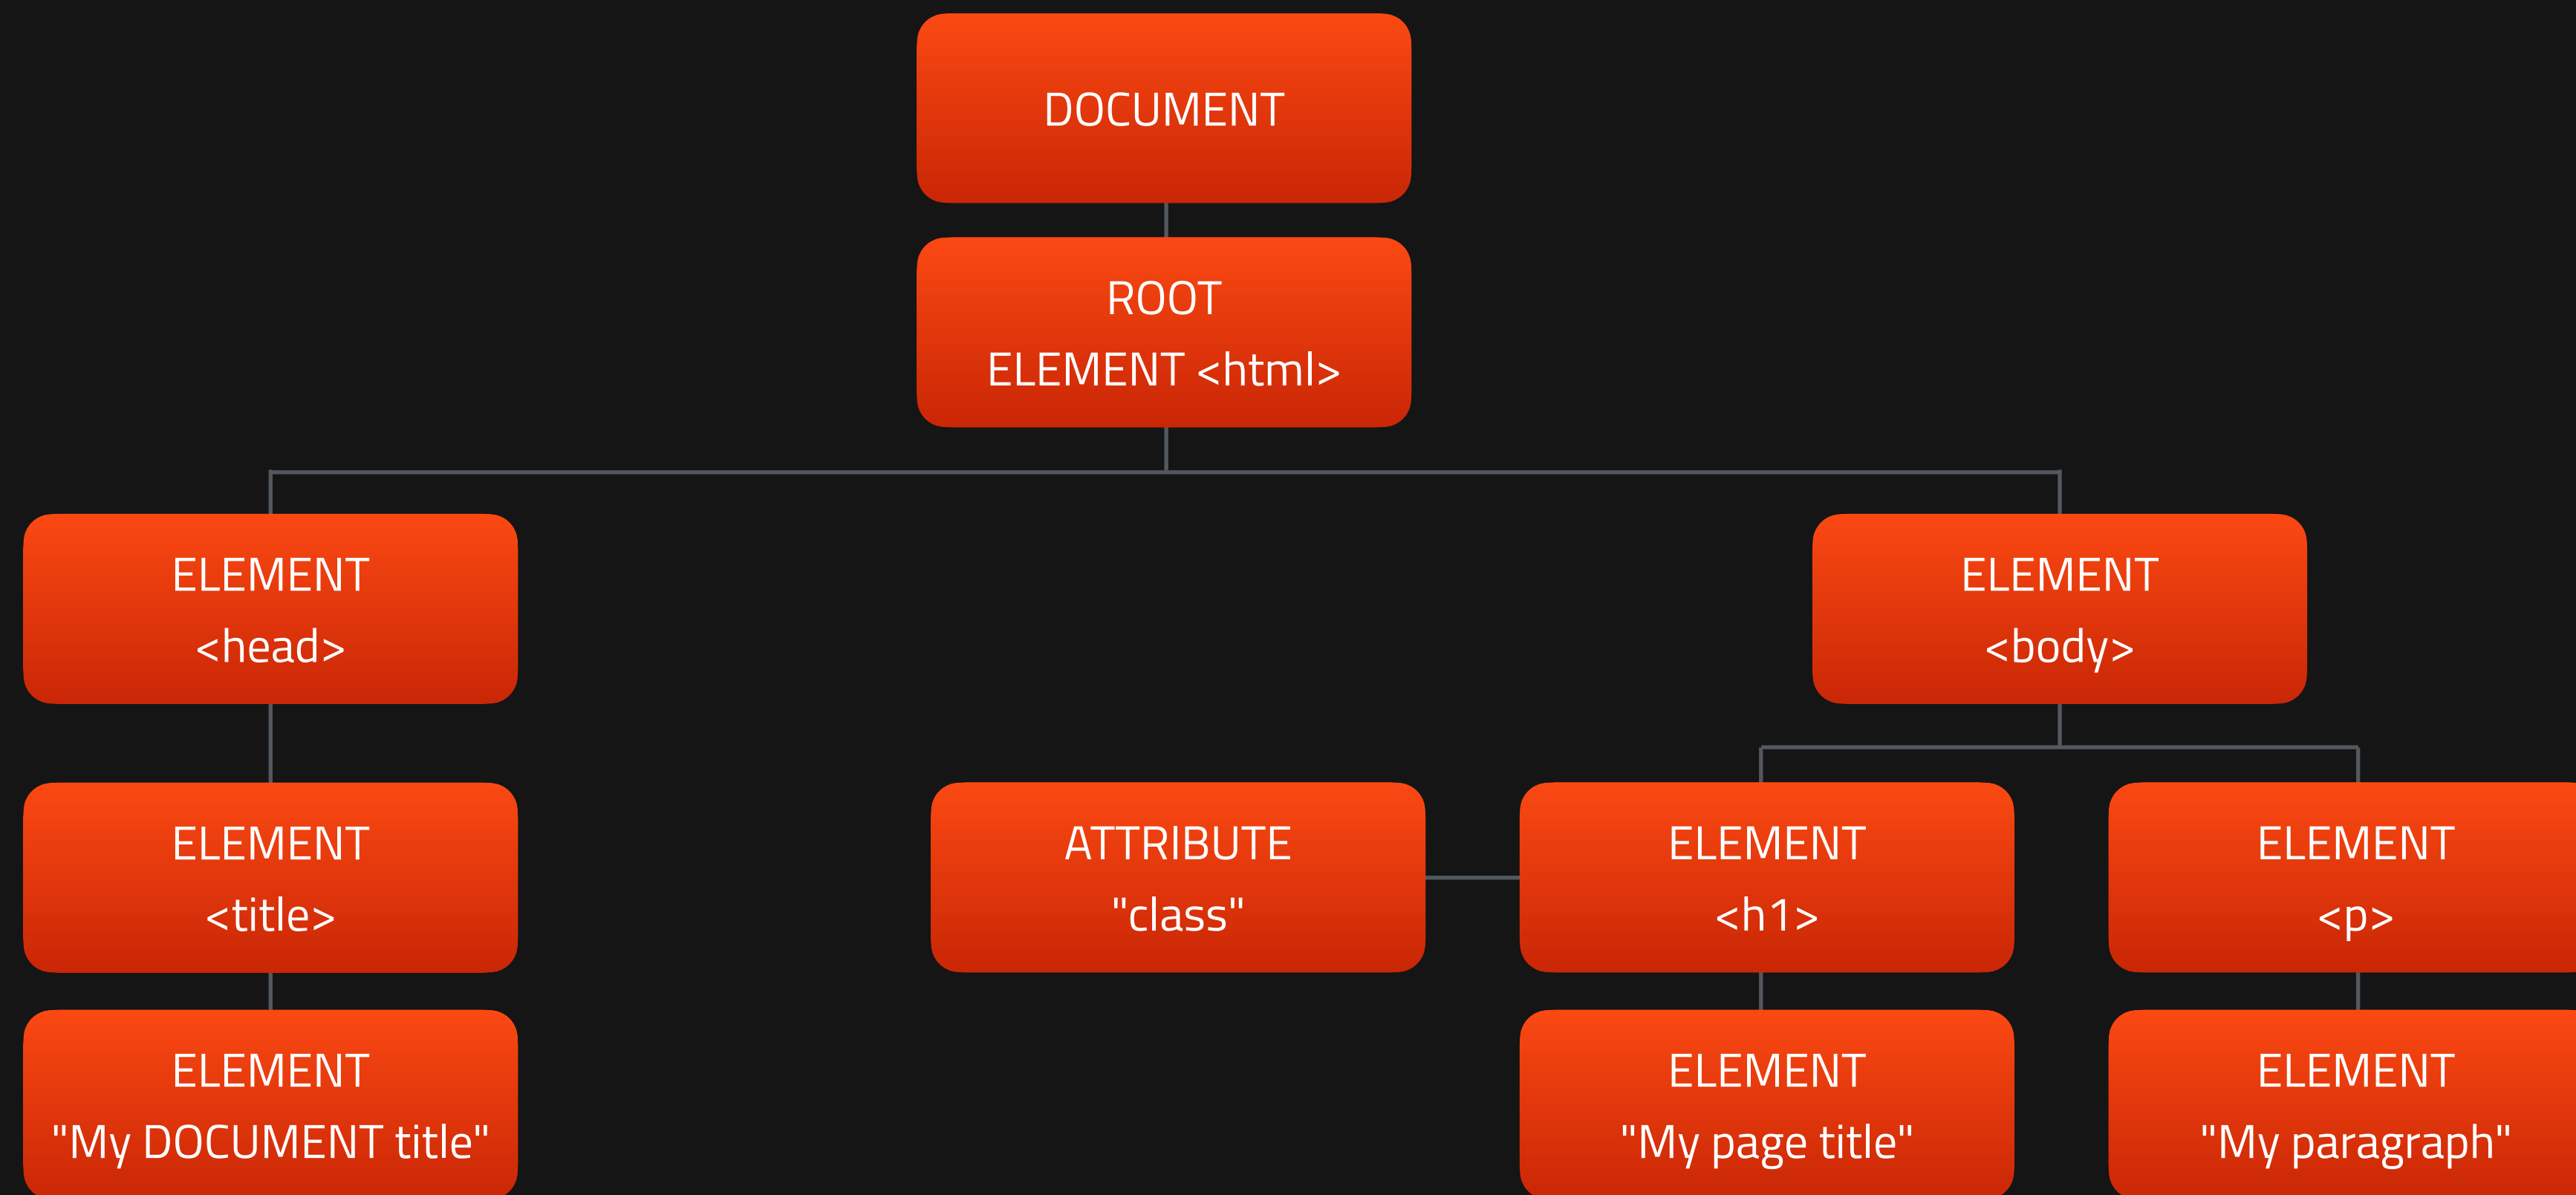 DOCUMENT
ROOT
ELEMENT <html>
ELEMENT
<head>
ELEMENT
<body>
ELEMENT
<title>
ATTRIBUTE
"class"
ELEMENT
<h1>
ELEMENT
<p>
ELEMENT
"My DOCUMENT title"
ELEMENT
"My page title"
ELEMENT
"My paragraph"